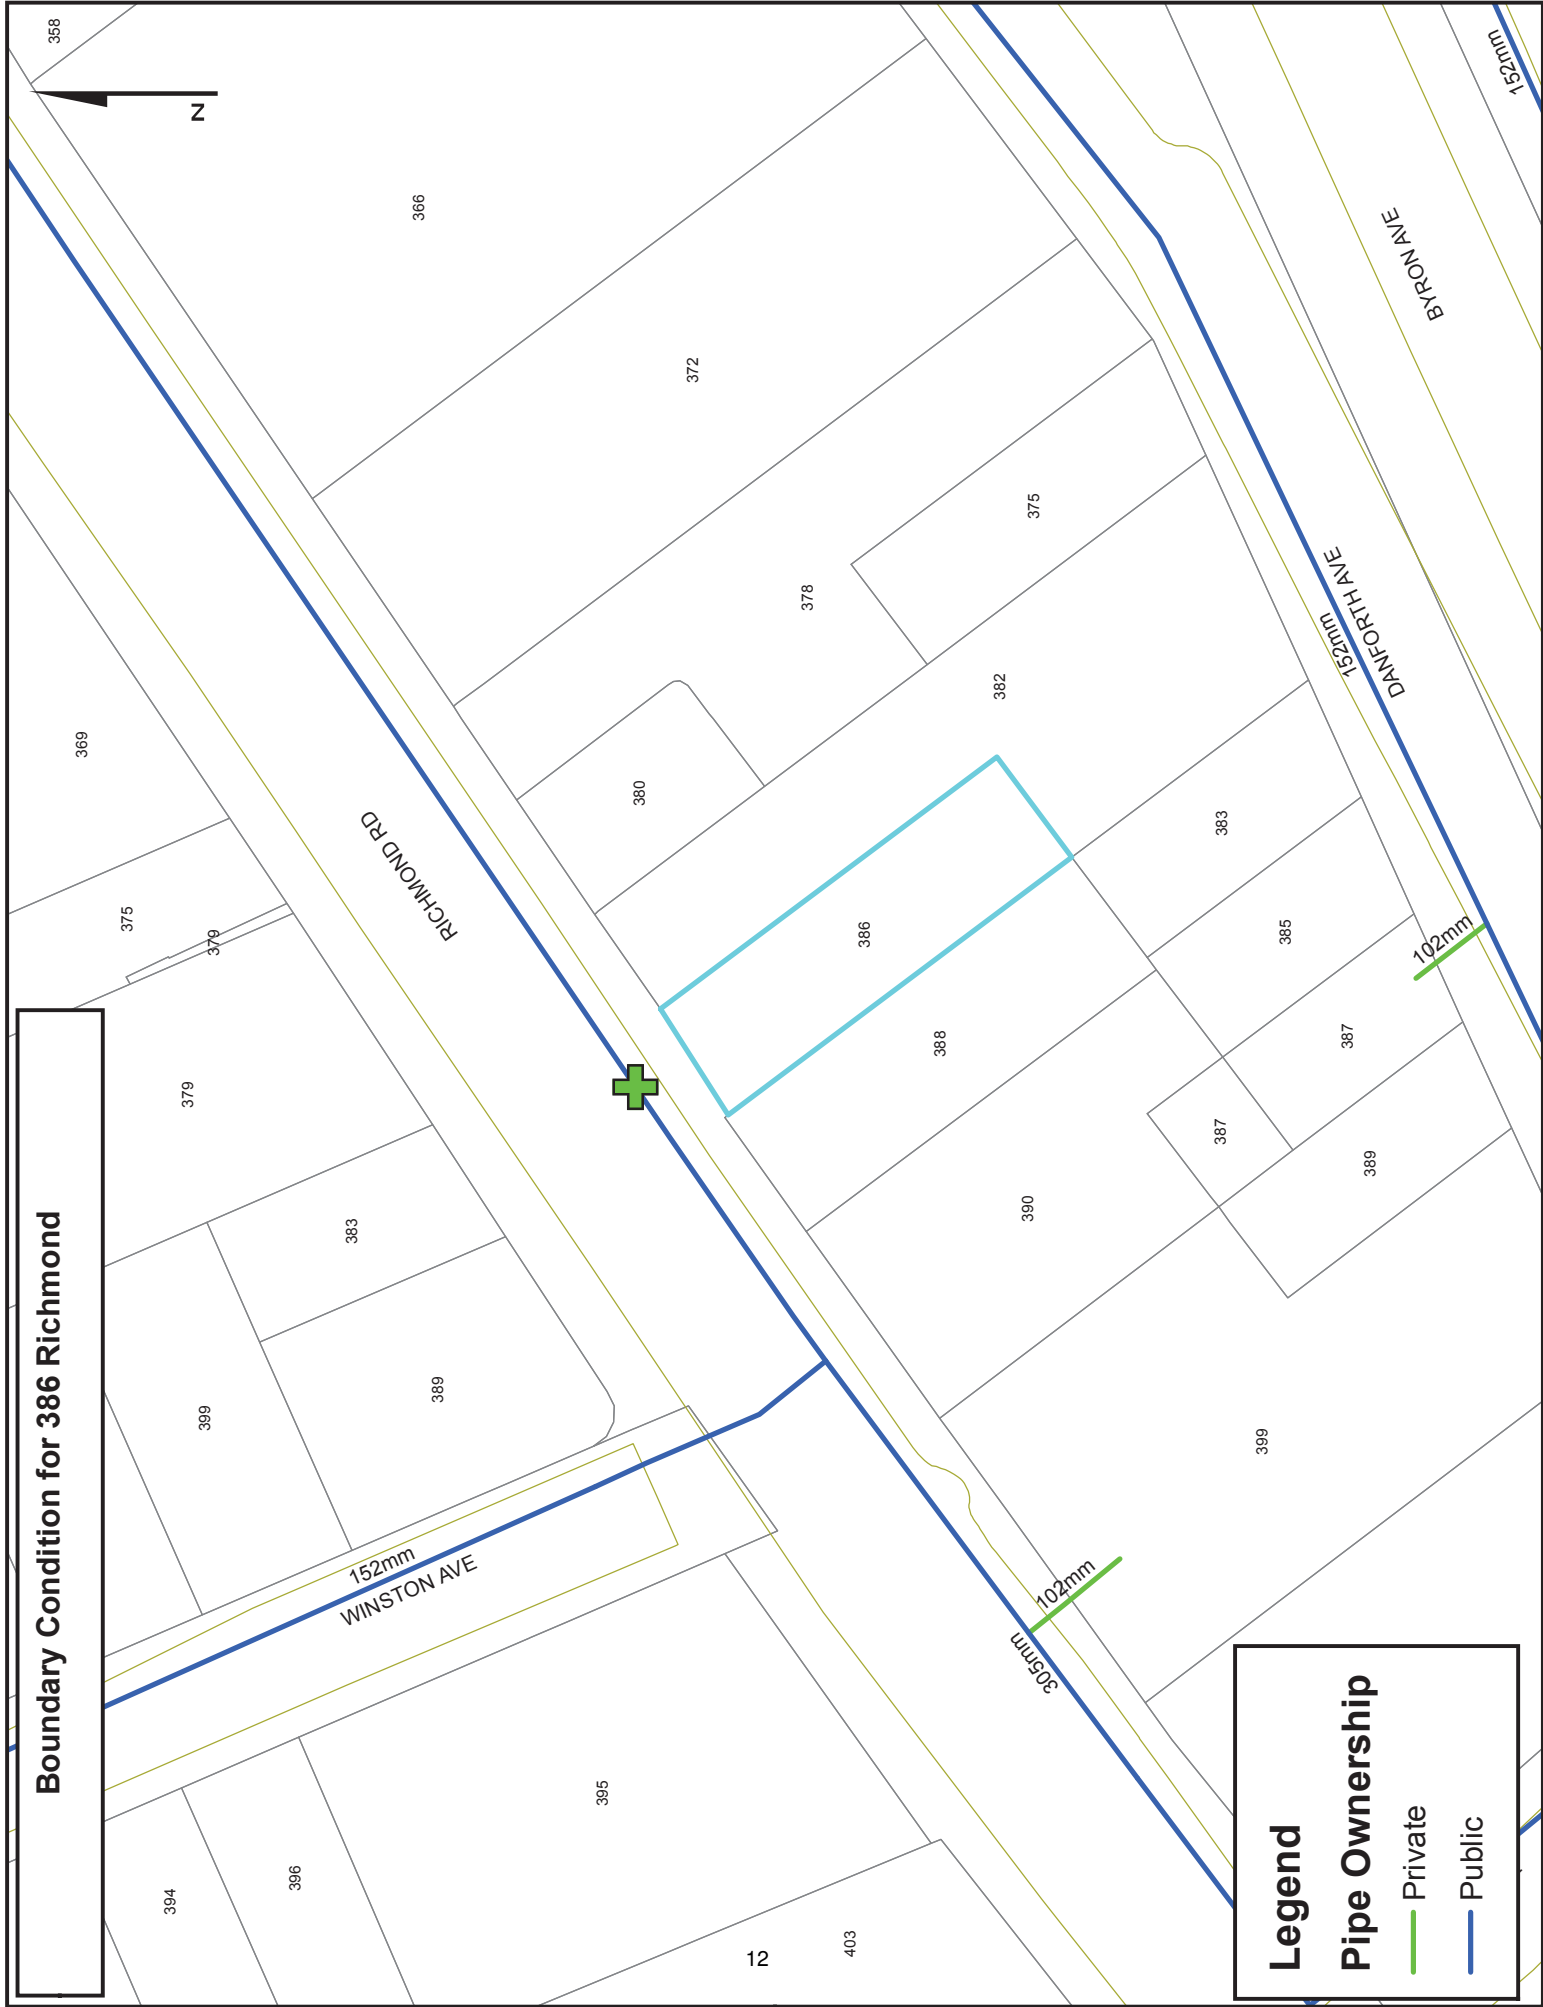 Boundary Condition for 386 Richmond
358
N
366
369
372
375
379
375
378
380
382
RICHMOND RD
379
383
386
383
388
385
387
387
389
390
399
389
399
152mm
WINSTON AVE
102mm
305mm
399
152mm
DANFORTH AVE
102mm
BYRON AVE
152mm
394
396
395
403
12
Legend
Pipe Ownership
Private
Public